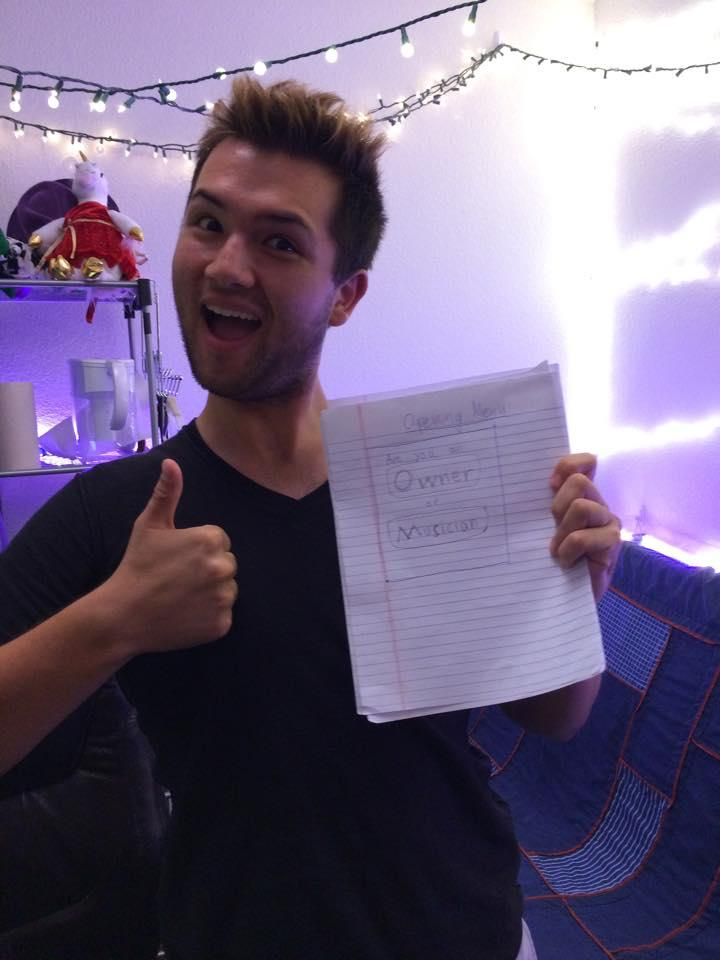 Opening Menu
Are you an
Owner
or
Musician